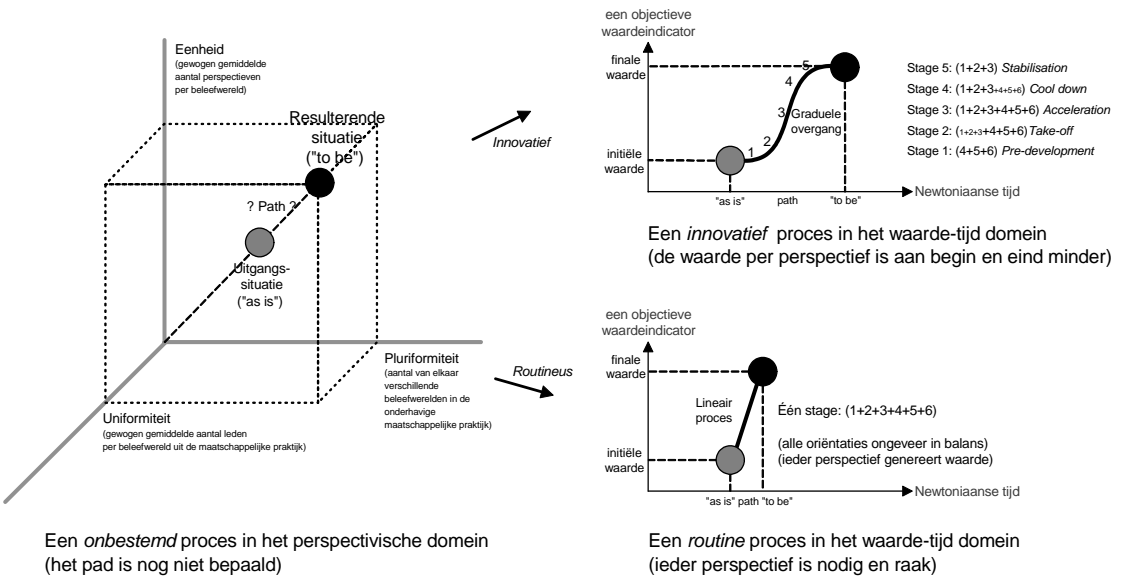 Eenheid
(gewogen gemiddelde
aantal perspectieven
per beleefwereld)
Resulterende
situatie
("to be")
? Path ?
Uitgangs-
situatie
("as is")
Pluriformiteit
(aantal van elkaar
verschillende
beleefwerelden in de
onderhavige
maatschappelijke praktijk)
Uniformiteit
(gewogen gemiddelde aantal leden
per beleefwereld uit de maatschappelijke praktijk)
Een onbestemd proces in het perspectivische domein
(het pad is nog niet bepaald)
Innovatief
Routineus
een objectieve
waardeindicator
finale
waarde
initiële
waarde
1
2
3
4
5
Graduele
overgang
"as is" path "to be"
Newtoniaanse tijd
Stage 5: (1+2+3) Stabilisation
Stage 4: (1+2+3+4+5+6) Cool down
Stage 3: (1+2+3+4+5+6) Acceleration
Stage 2: (1+2+3+4+5+6) Take-off
Stage 1: (4+5+6) Pre-development
Een innovatief proces in het waarde-tijd domein
(de waarde per perspectief is aan begin en eind minder)
een objectieve
waardeindicator
finale
waarde
initiële
waarde
Lineair
proces
Één stage: (1+2+3+4+5+6)
(alle oriëntaties ongeveer in balans)
(ieder perspectief genereert waarde)
"as is" path "to be"
Newtoniaanse tijd
Een routine proces in het waarde-tijd domein
(ieder perspectief is nodig en raak)